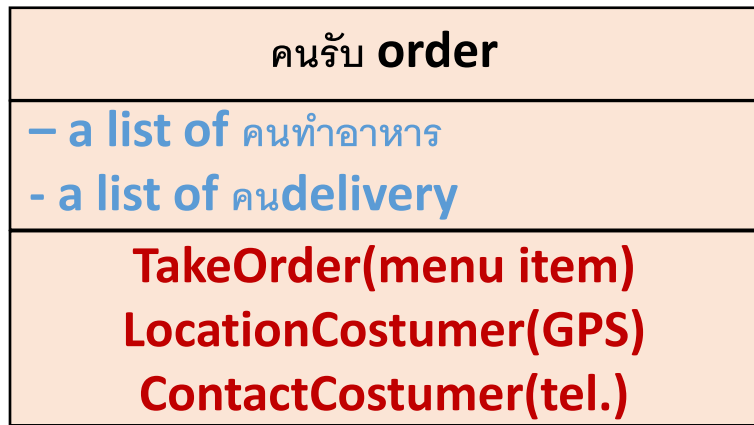 คนรับ order
– a list of คนทำอาหาร
- a list of คนdelivery
TakeOrder(menu item)
LocationCostumer(GPS)
ContactCostumer(tel.)